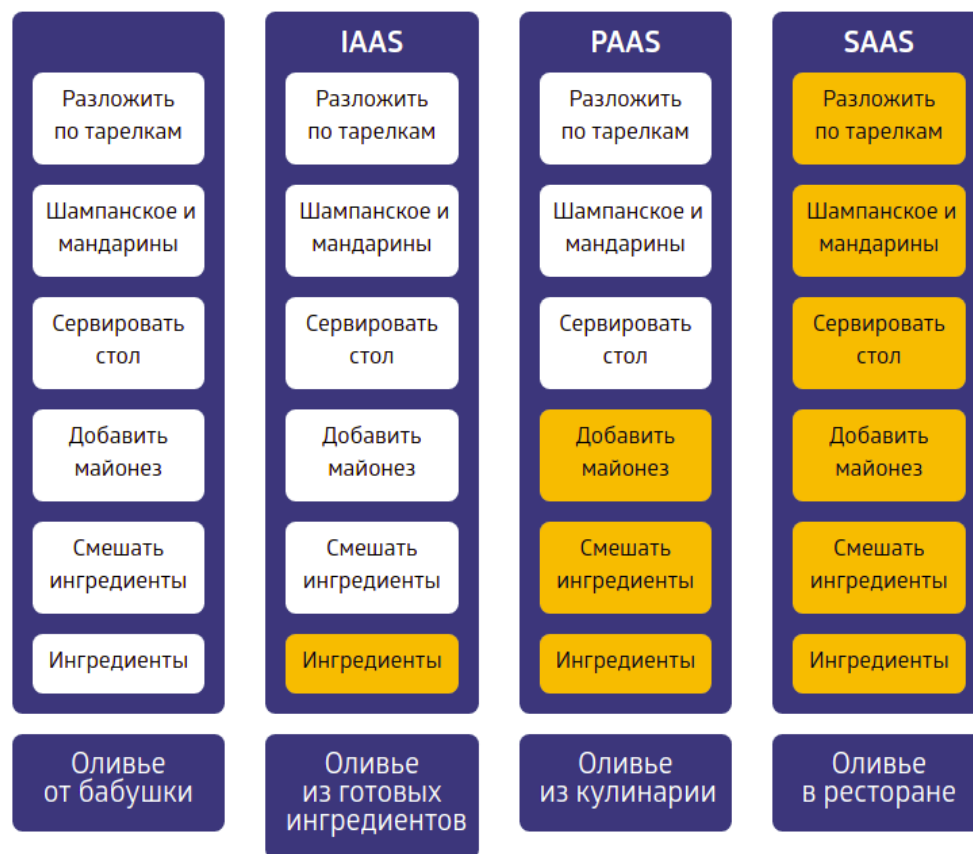 Разложить
по тарелкам
Шампанское и
мандарины
Сервировать
стол
Добавить
майонез
Смешать
ингредиенты
Ингредиенты
Оливье
от бабушки
IAAS
Разложить
по тарелкам
Шампанское и
мандарины
Сервировать
стол
Добавить
майонез
Смешать
ингредиенты
Ингредиенты
Оливье
из готовых
ингредиентов
PAAS
Разложить
по тарелкам
Шампанское и
мандарины
Сервировать
стол
Добавить
майонез
Смешать
ингредиенты
Ингредиенты
Оливье
из кулинарии
SAAS
Разложить
по тарелкам
Шампанское и
мандарины
Сервировать
стол
Добавить
майонез
Смешать
ингредиенты
Ингредиенты
Оливье
в ресторане